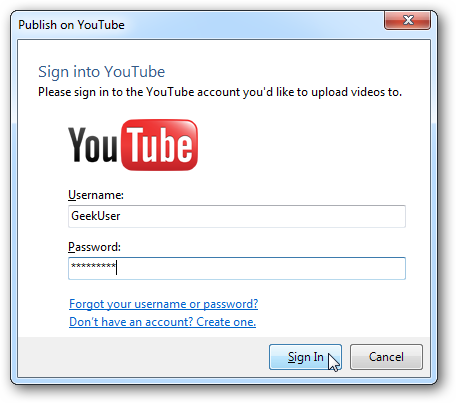 Publish on YouTube
Sign into YouTube
Please sign in to the YouTube account you'd like to upload videos to.
YouTube
Username:
GeekUser
Password:
*********
Forgot your username or password?
Don't have an account? Create one.
Sign In
Cancel